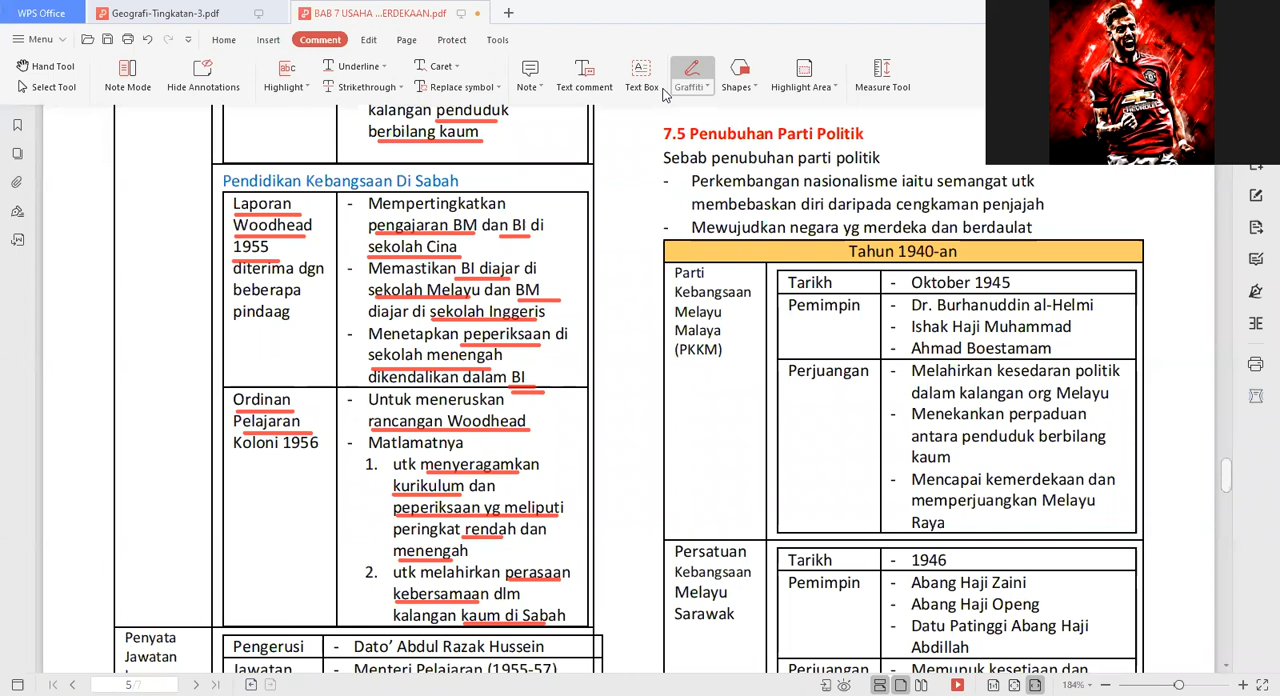 WPS Office
Geografi-Tingkatan-3.pdf
BAB 7 USAHA ...ERDEKAAN.pdf
Menu
Home
Insert
Comment
Edit
Page
Protect
Tools
Hand Tool
Select Tool
Note Mode
Hide Annotations
Highlight
Underline
Strikethrough
Caret
Replace symbol
Note
Text comment
Text Box
Graffiti
Shapes
Highlight Area
Measure Tool
CHEVROLET
kalangan penduduk
berbilang kaum
Pendidikan Kebangsaan Di Sabah
Laporan
Woodhead
1955
diterima dgn
beberapa
pindaag
- Mempertingkatkan
pengajaran BM dan BI di
sekolah Cina
- Memastikan BI diajar di
sekolah Melayu dan BM
diajar di sekolah Inggeris
- Menetapkan peperiksaan di
sekolah menengah
dikendalikan dalam BI
Ordinan
Pelajaran
Koloni 1956
- Untuk meneruskan
rancangan Woodhead
- Matlamatnya
1. utk menyeragamkan
kurikulum dan
peperiksaan yg meliputi
peringkat rendah dan
menengah
2. utk melahirkan perasaan
kebersamaan dlm
kalangan kaum di Sabah
Penyata
Jawatan
Pengerusi
- Dato' Abdul Razak Hussein
Jawatan
- Menteri Pelajaran (1955-57)
7.5 Penubuhan Parti Politik
Sebab penubuhan parti politik
- Perkembangan nasionalisme iaitu semangat utk
membebaskan diri daripada cengkaman penjajah
- Mewujudkan negara yg merdeka dan berdaulat
Tahun 1940-an
Parti
Kebangsaan
Melayu
Malaya
(PKKM)
Tarikh
- Oktober 1945
Pemimpin
- Dr. Burhanuddin al-Helmi
- Ishak Haji Muhammad
- Ahmad Boestamam
Perjuangan
- Melahirkan kesedaran politik
dalam kalangan org Melayu
- Menekankan perpaduan
antara penduduk berbilang
kaum
- Mencapai kemerdekaan dan
memperjuangkan Melayu
Raya
Persatuan
Kebangsaan
Melayu
Sarawak
Tarikh
- 1946
Pemimpin
- Abang Haji Zaini
- Abang Haji Openg
- Datu Patinggi Abang Haji
Abdillah
Perjuangan
- Memupuk kesetiaan dan
5/7
184%